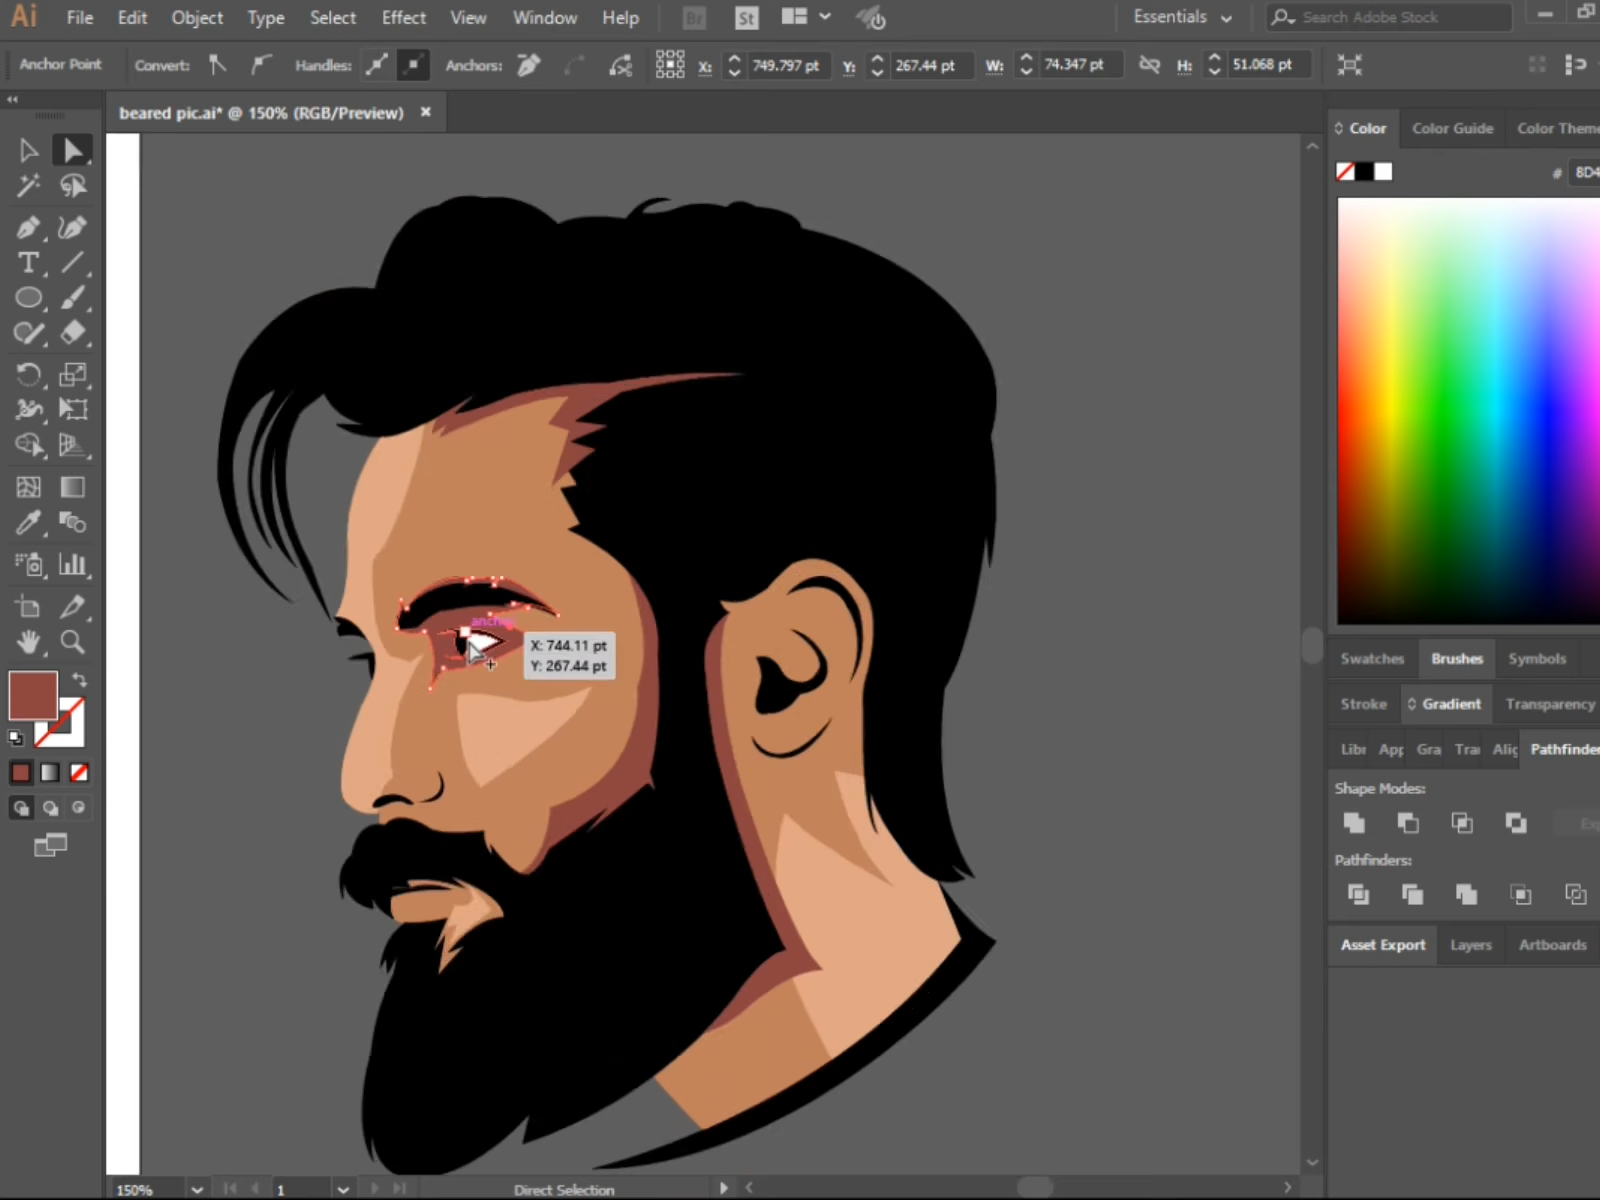 Ai File Edit Object Type Select Effect View Window Help Br St Essentials Search Adobe Stock
Anchor Point Convert: Handles: Anchors: X: 749.797 pt Y: 267.44 pt W: 74.347 pt H: 51.068 pt
beared pic.ai* @ 150% (RGB/Preview) ×
Color Color Guide Color Theme
# 8D4
anchor
X: 744.11 pt
Y: 267.44 pt
Swatches Brushes Symbols
Stroke Gradient Transparency
Libr App Gra Tra Alig Pathfinder
Shape Modes:
Exp
Pathfinders:
Asset Export Layers Artboards
150% 1 Direct Selection